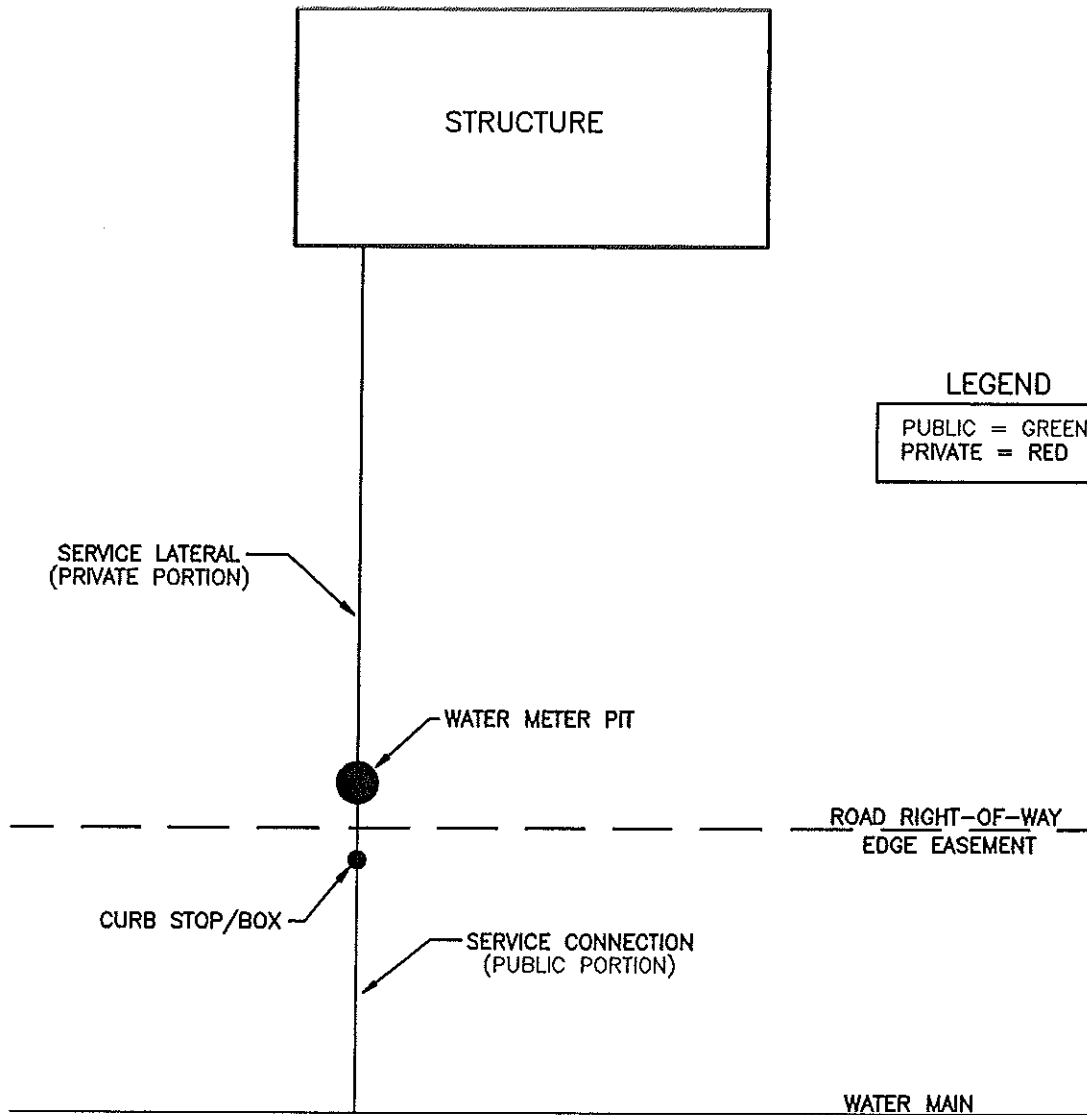 STRUCTURE
LEGEND
PUBLIC = GREEN
PRIVATE = RED
SERVICE LATERAL
(PRIVATE PORTION)
WATER METER PIT
ROAD RIGHT-OF-WAY
EDGE EASEMENT
CURB STOP/BOX
SERVICE CONNECTION
(PUBLIC PORTION)
WATER MAIN